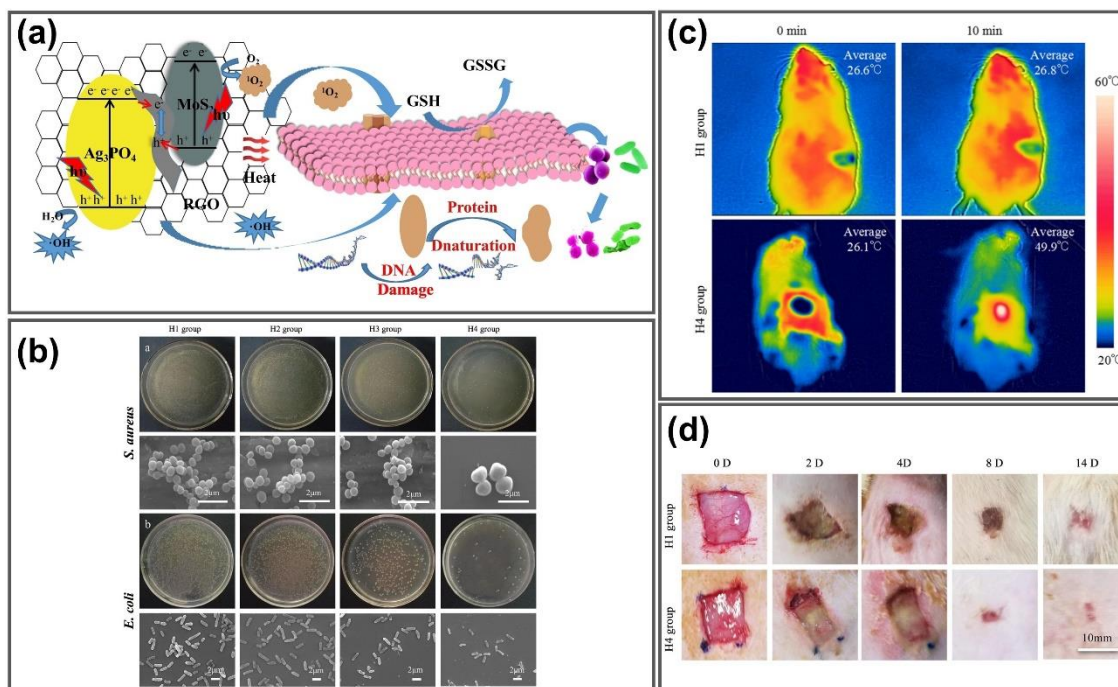 (a)
e⁻ e⁻
O₂
¹O₂
e⁻ e⁻ e⁻ e⁻
e⁻
MoS₂
hυ
h⁺
h⁺ h⁺
Ag₃PO₄
hυ
RGO
Heat
h⁺ h⁺ h⁺ h⁺
H₂O
·OH
·OH
¹O₂
GSH
GSSG
Protein
Dnaturation
DNA
Damage
(b)
H1 group
H2 group
H3 group
H4 group
S. aureus
a
2μm
2μm
2μm
2μm
E. coli
b
2μm
2μm
2μm
2μm
(c)
0 min
10 min
H1 group
Average
26.6℃
Average
26.8℃
H4 group
Average
26.1℃
Average
49.9℃
60℃
20℃
(d)
0 D
2 D
4D
8 D
14 D
H1 group
H4 group
10mm